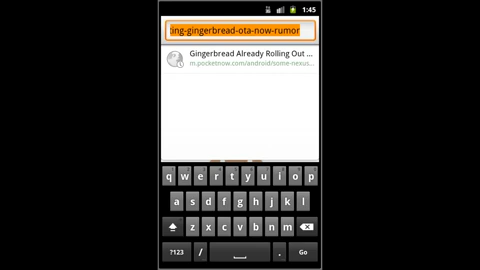 1:45
:ing-gingerbread-ota-now-rumor
Gingerbread Already Rolling Out ...
m.pocketnow.com/android/some-nexus...
q w e r t y u i o p
a s d f g h j k l
z x c v b n m
?123 / . Go